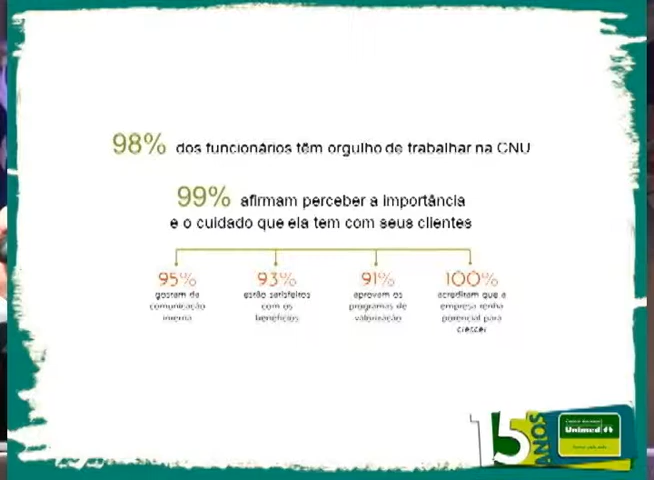 98% dos funcionários têm orgulho de trabalhar na CNU
99% afirmam perceber a importância
e o cuidado que ela tem com seus clientes
95%
gostam da
comunicação
interna
93%
estão satisfeitos
com os
benefícios
91%
aprovam os
programas de
valorização
100%
acreditam que a
empresa tenha
potencial para
crescer
15 ANOS
Unimed